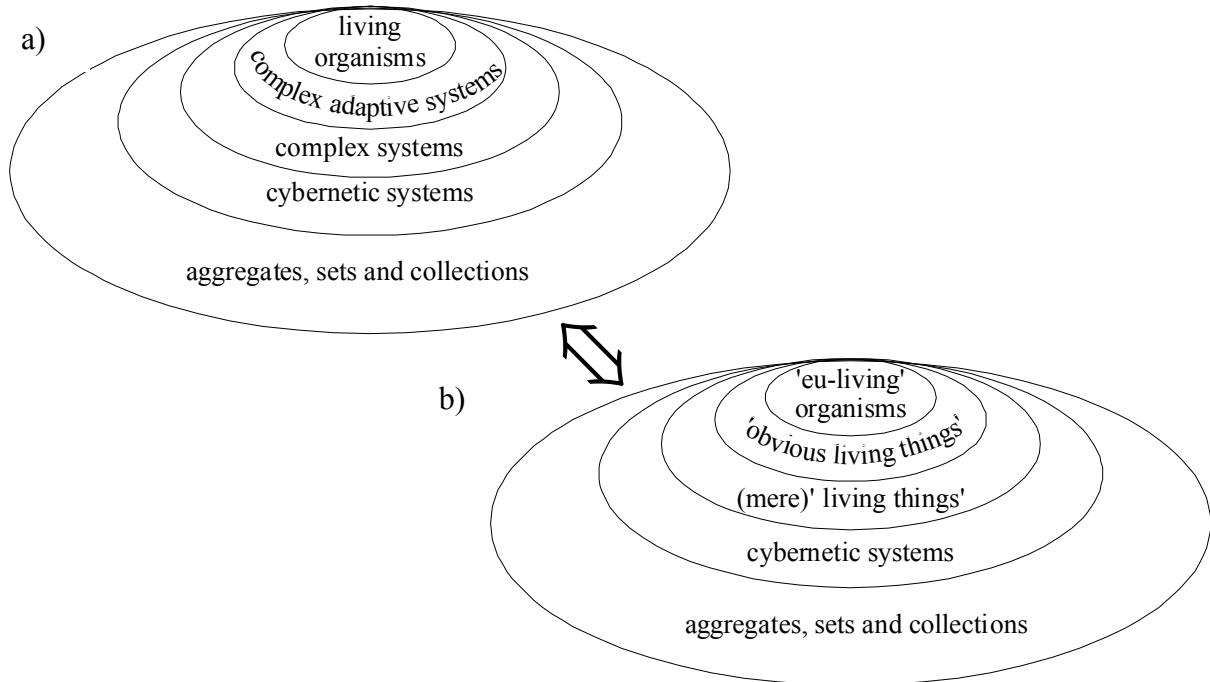 a)
living
organisms
complex adaptive systems
complex systems
cybernetic systems
aggregates, sets and collections
b)
'eu-living'
organisms
'obvious living things'
(mere)' living things'
cybernetic systems
aggregates, sets and collections